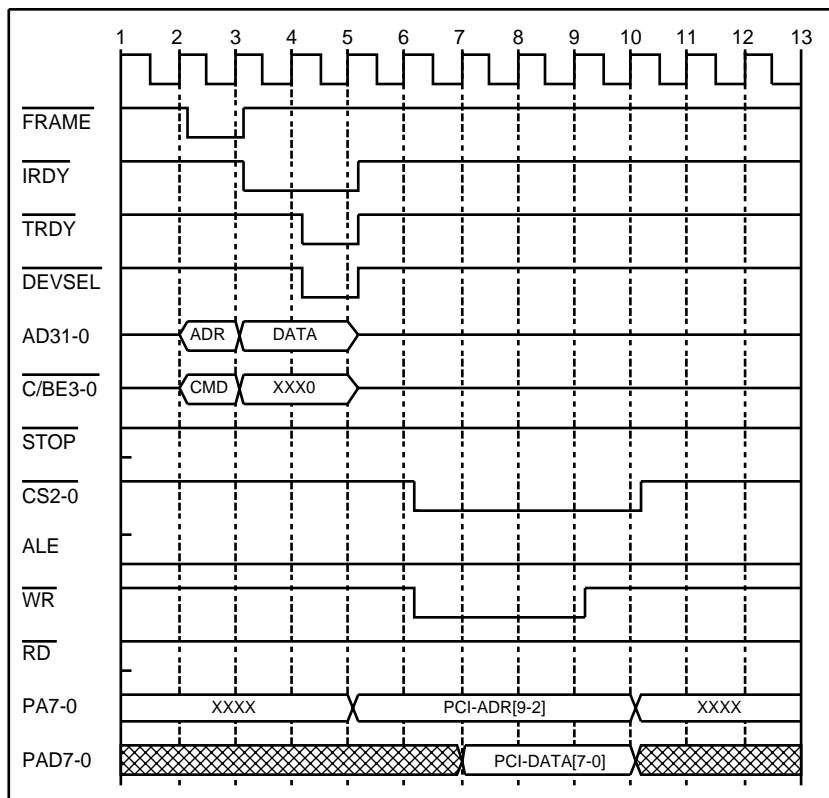 1 2 3 4 5 6 7 8 9 10 11 12 13
FRAME
IRDY
TRDY
DEVSEL
AD31-0 ADR DATA
C/BE3-0 CMD XXX0
STOP
CS2-0
ALE
WR
RD
PA7-0 XXXX PCI-ADR[9-2] XXXX
PAD7-0 PCI-DATA[7-0]